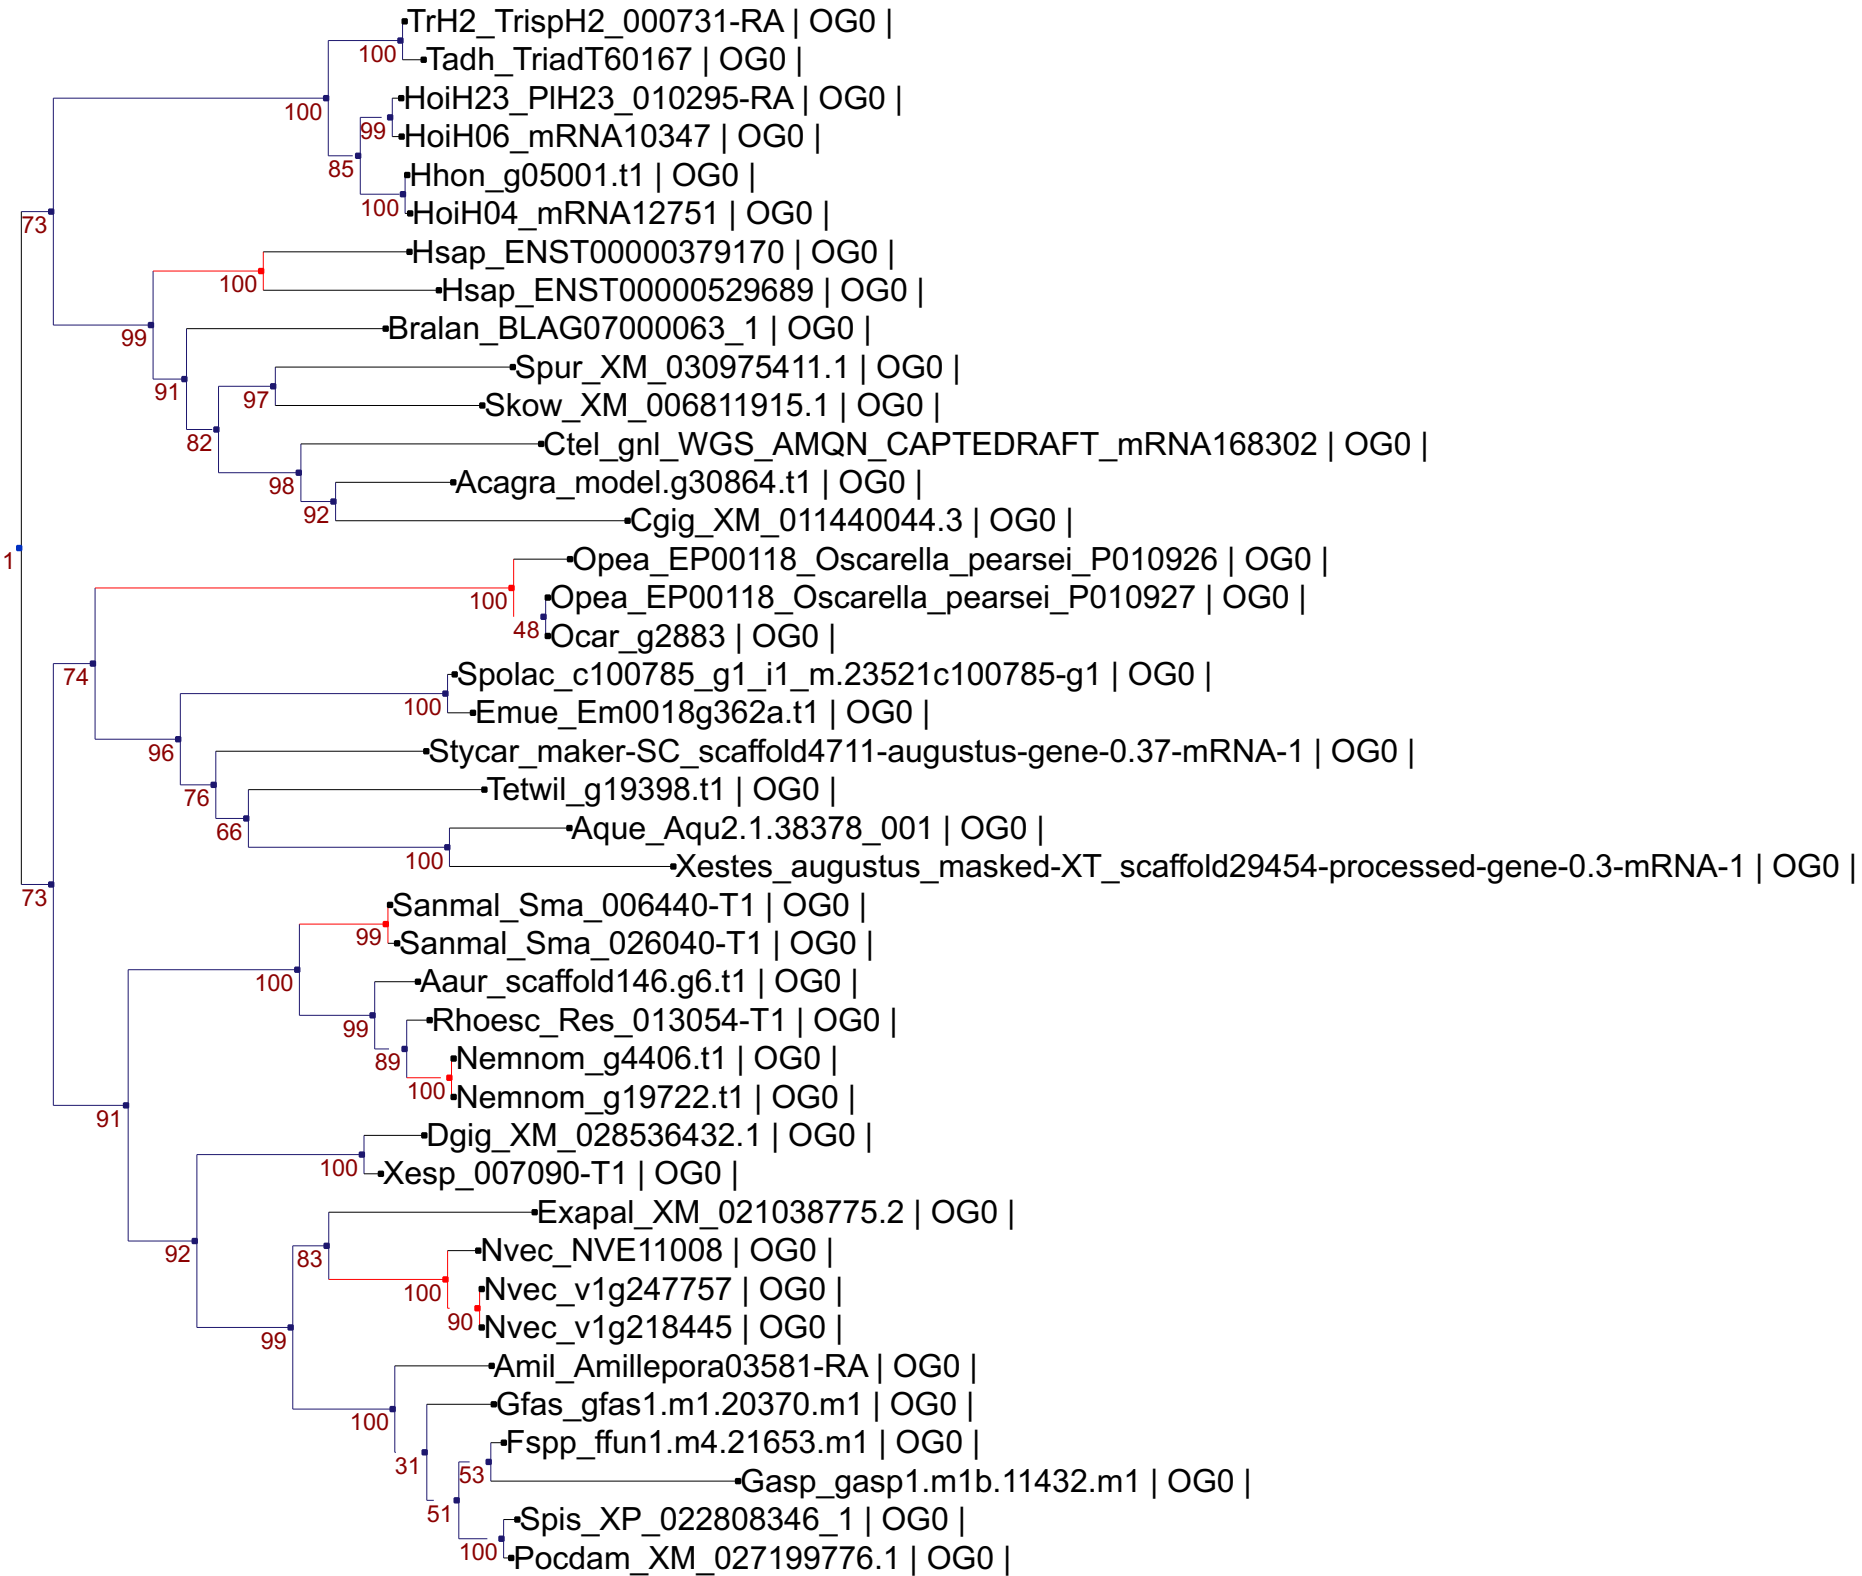 TrH2_TrispH2_000731-RA | OG0 |
100
Tadh_TriadT60167 | OG0 |
HoiH23_PlH23_010295-RA | OG0 |
100
99
HoiH06_mRNA10347 | OG0 |
85
Hhon_g05001.t1 | OG0 |
100
HoiH04_mRNA12751 | OG0 |
73
Hsap_ENST00000379170 | OG0 |
100
Hsap_ENST00000529689 | OG0 |
99
Bralan_BLAG07000063_1 | OG0 |
Spur_XM_030975411.1 | OG0 |
91
97
Skow_XM_006811915.1 | OG0 |
82
Ctel_gnl_WGS_AMQN_CAPTEDRAFT_mRNA168302 | OG0 |
98
Acagra_model.g30864.t1 | OG0 |
92
Cgig_XM_011440044.3 | OG0 |
1
Opea_EP00118_Oscarella_pearsei_P010926 | OG0 |
100
Opea_EP00118_Oscarella_pearsei_P010927 | OG0 |
48
Ocar_g2883 | OG0 |
74
Spolac_c100785_g1_i1_m.23521c100785-g1 | OG0 |
100
Emue_Em0018g362a.t1 | OG0 |
96
Stycar_maker-SC_scaffold4711-augustus-gene-0.37-mRNA-1 | OG0 |
76
Tetwil_g19398.t1 | OG0 |
66
Aque_Aqu2.1.38378_001 | OG0 |
100
Xestes_augustus_masked-XT_scaffold29454-processed-gene-0.3-mRNA-1 | OG0 |
73
Sanmal_Sma_006440-T1 | OG0 |
99
Sanmal_Sma_026040-T1 | OG0 |
100
Aaur_scaffold146.g6.t1 | OG0 |
99
Rhoesc_Res_013054-T1 | OG0 |
89
Nemnom_g4406.t1 | OG0 |
100
Nemnom_g19722.t1 | OG0 |
91
Dgig_XM_028536432.1 | OG0 |
100
Xesp_007090-T1 | OG0 |
Exapal_XM_021038775.2 | OG0 |
92
83
Nvec_NVE11008 | OG0 |
100
Nvec_v1g247757 | OG0 |
90
Nvec_v1g218445 | OG0 |
99
Amil_Amillepora03581-RA | OG0 |
100
Gfas_gfas1.m1.20370.m1 | OG0 |
Fspp_ffun1.m4.21653.m1 | OG0 |
31
53
Gasp_gasp1.m1b.11432.m1 | OG0 |
51
Spis_XP_022808346_1 | OG0 |
100
Pocdam_XM_027199776.1 | OG0 |